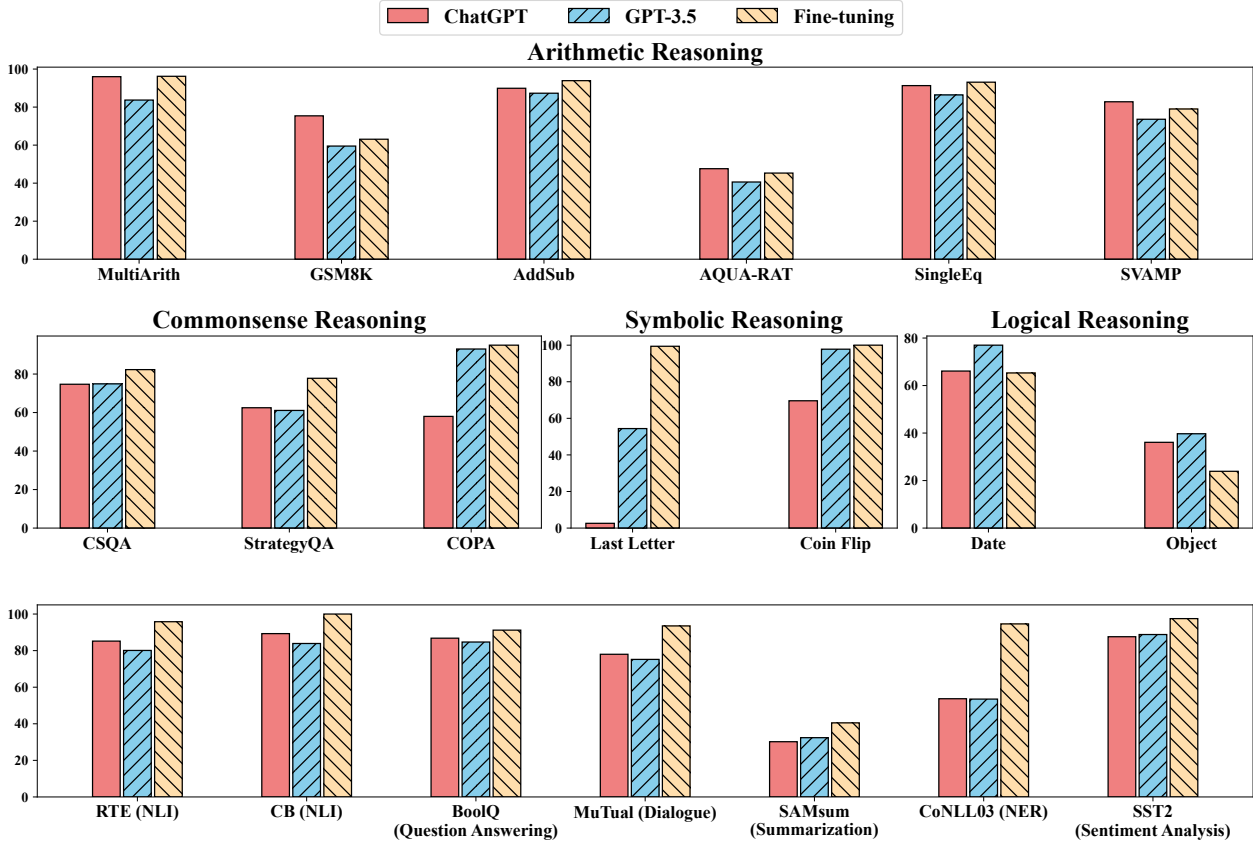 ChatGPT GPT-3.5 Fine-tuning
Arithmetic Reasoning
100
80
60
40
20
0
MultiArith GSM8K AddSub AQUA-RAT SingleEq SVAMP
Commonsense Reasoning
80
60
40
20
0
CSQA StrategyQA COPA
Symbolic Reasoning
100
80
60
40
20
0
Last Letter Coin Flip
Logical Reasoning
80
60
40
20
0
Date Object
100
80
60
40
20
0
RTE (NLI) CB (NLI) BoolQ MuTual (Dialogue) SAMsum CoNLL03 (NER) SST2
(Question Answering) (Summarization) (Sentiment Analysis)